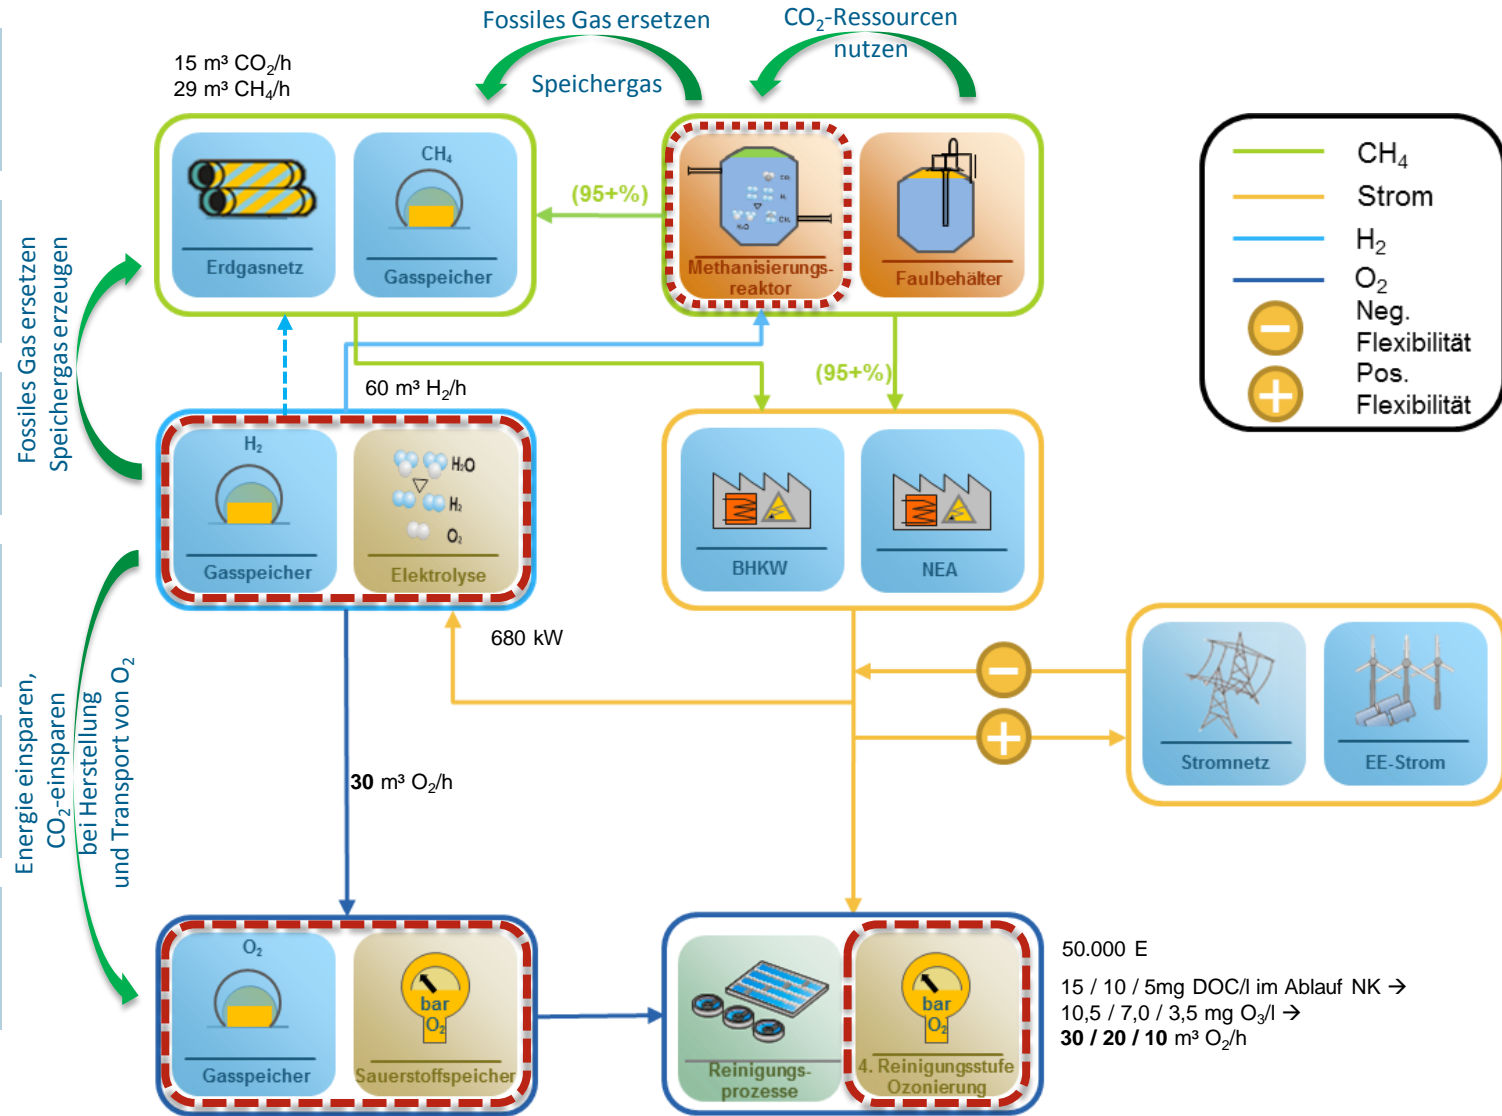 Fossiles Gas ersetzen
Speichergas
CO₂-Ressourcen
nutzen
15 m³ CO₂/h
29 m³ CH₄/h
Erdgasnetz
CH₄
Gasspeicher
(95+%)
CO₂
H₂
CH₄
H₂O
Methanisierungs-
reaktor
Faulbehälter
CH₄
Strom
H₂
O₂
Neg.
Flexibilität
Pos.
Flexibilität
Fossiles Gas ersetzen
Speichergas erzeugen
60 m³ H₂/h
(95+%)
H₂
Gasspeicher
H₂O
H₂
O₂
Elektrolyse
BHKW
NEA
680 kW
Stromnetz
EE-Strom
Energie einsparen,
CO₂-einsparen
bei Herstellung
und Transport von O₂
30 m³ O₂/h
O₂
Gasspeicher
bar
O₂
Sauerstoffspeicher
Reinigungs-
prozesse
bar
O₂
4. Reinigungsstufe
Ozonierung
50.000 E
15 / 10 / 5mg DOC/l im Ablauf NK →
10,5 / 7,0 / 3,5 mg O₃/l →
30 / 20 / 10 m³ O₂/h